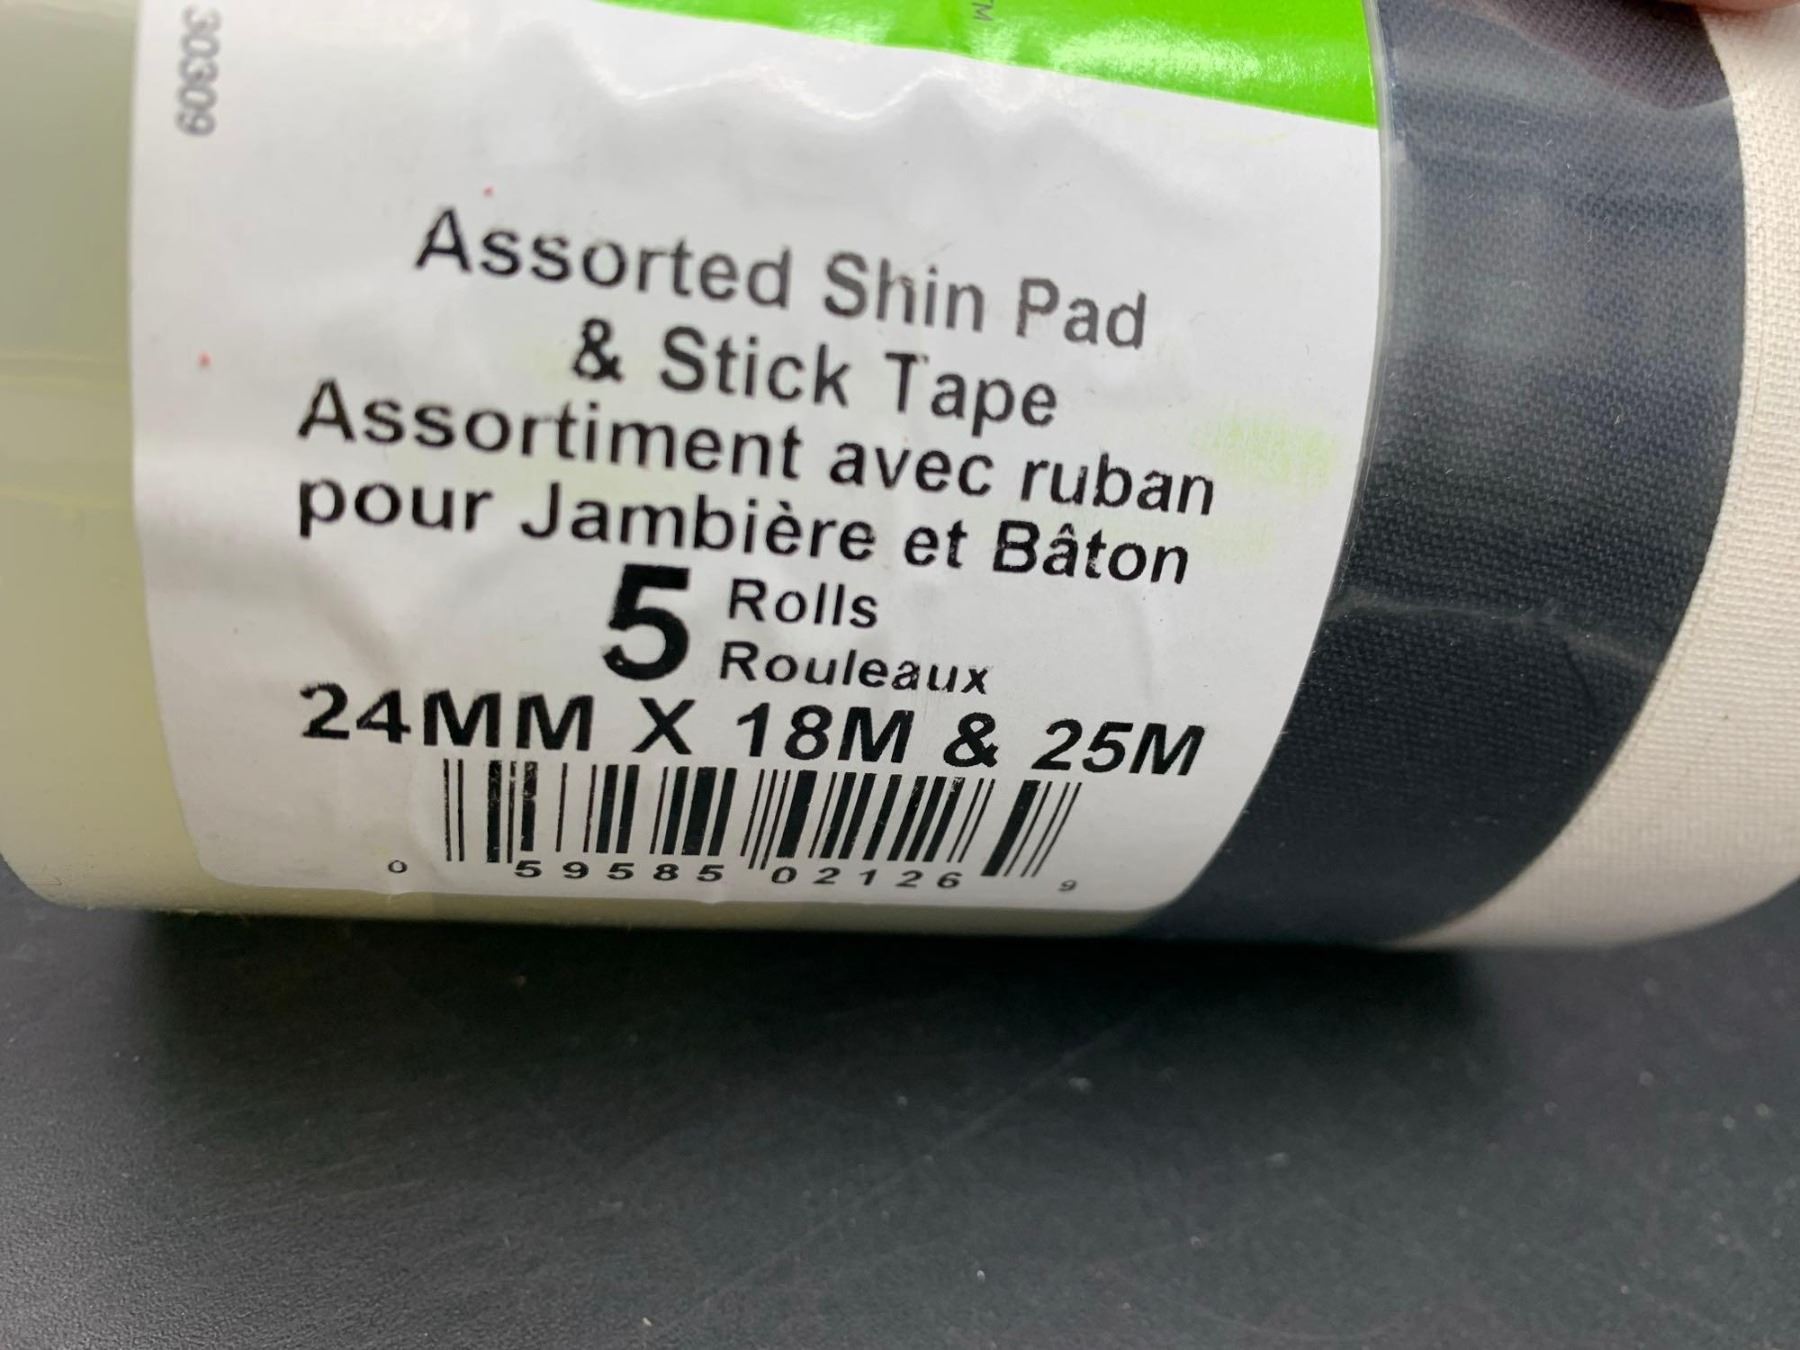 ™
30309
Assorted Shin Pad
& Stick Tape
Assortiment avec ruban
pour Jambière et Bâton
5 Rolls
Rouleaux
24MM X 18M & 25M
0 59585 02126 9